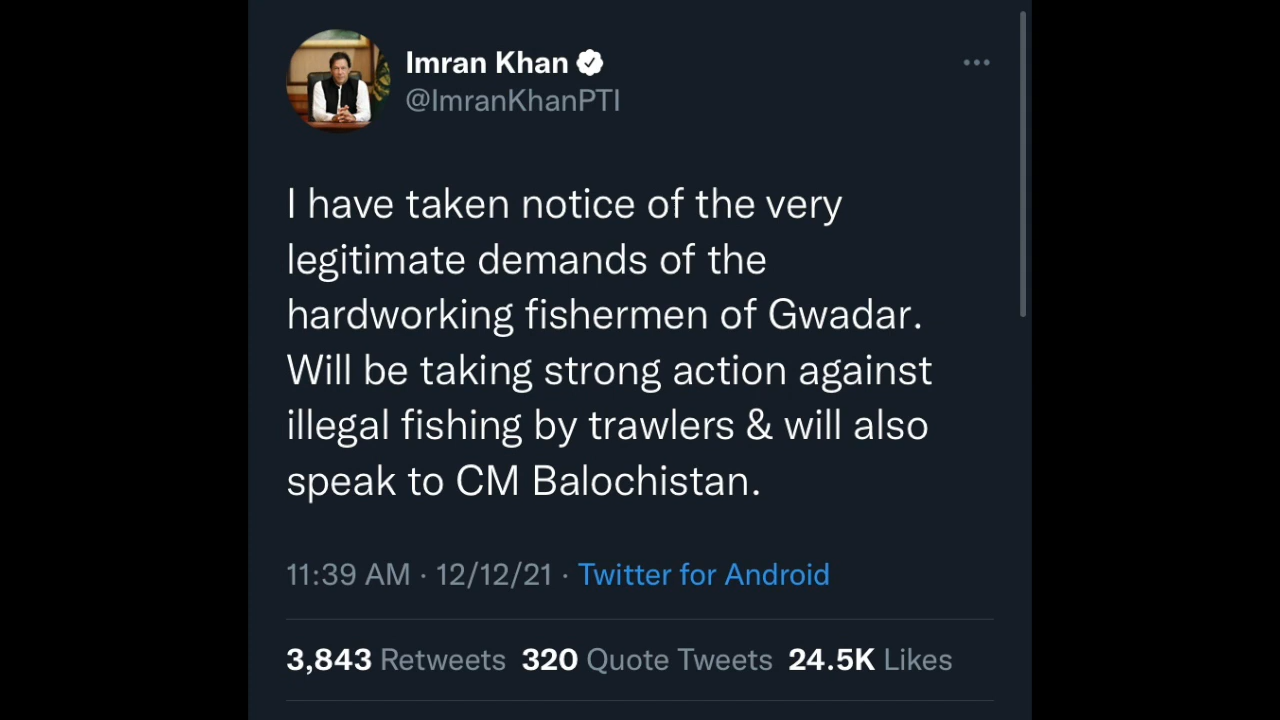 Imran Khan
@ImranKhanPTI
I have taken notice of the very
legitimate demands of the
hardworking fishermen of Gwadar.
Will be taking strong action against
illegal fishing by trawlers & will also
speak to CM Balochistan.
11:39 AM · 12/12/21 · Twitter for Android
3,843 Retweets 320 Quote Tweets 24.5K Likes